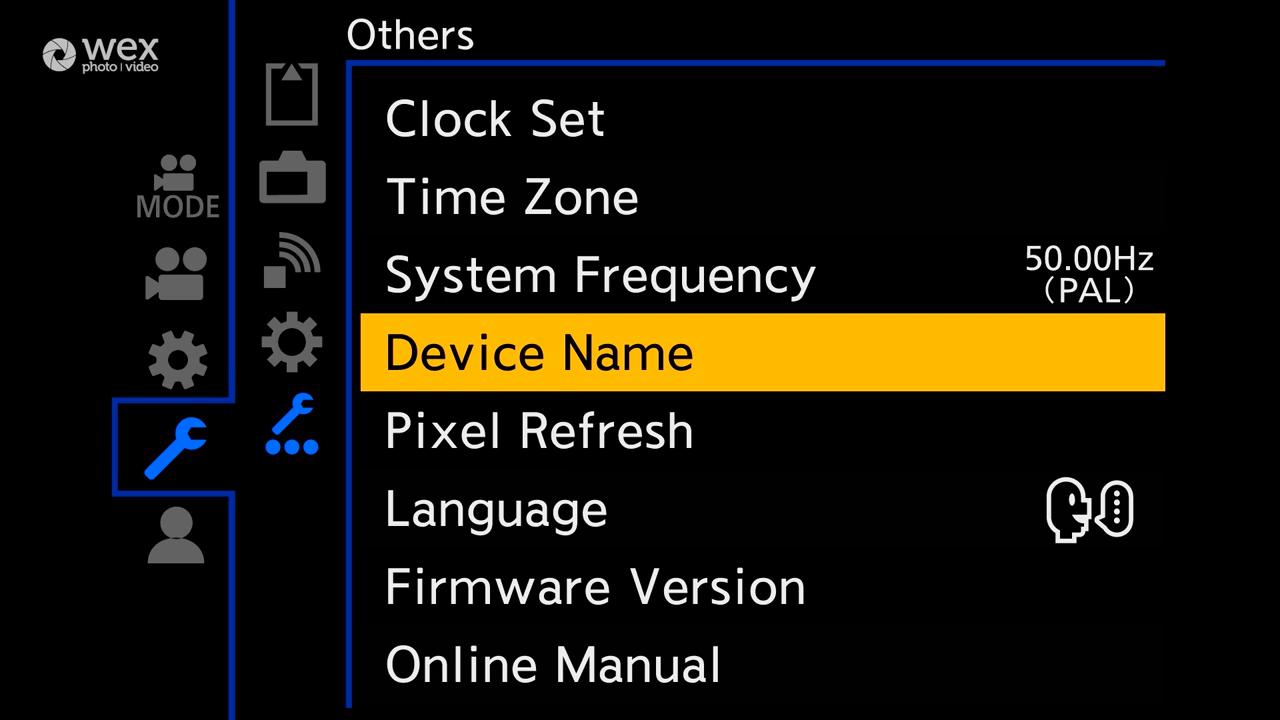 wex
photo | video
Others
MODE
Clock Set
Time Zone
System Frequency
50.00Hz
(PAL)
Device Name
Pixel Refresh
Language
Firmware Version
Online Manual